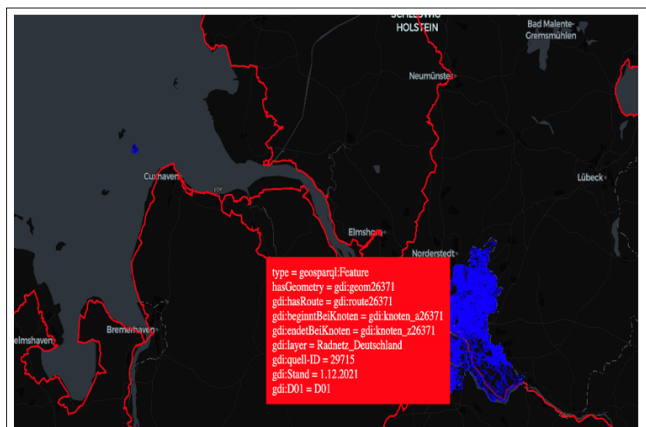 SCHLESWIG
HOLSTEIN
Bad Malente-
Gremsmühlen
Neumünster
Cuxhaven
Lübeck
Elmshorn
Norderstedt
type = geosparql:Feature
hasGeometry = gdi:geom26371
gdi:hasRoute = gdi:route26371
gdi:beginntBeiKnoten = gdi:knoten_a26371
gdi:endetBeiKnoten = gdi:knoten_z26371
gdi:layer = Radnetz_Deutschland
gdi:quell-ID = 29715
gdi:Stand = 1.12.2021
gdi:D01 = D01
Bremerhaven
elmshaven